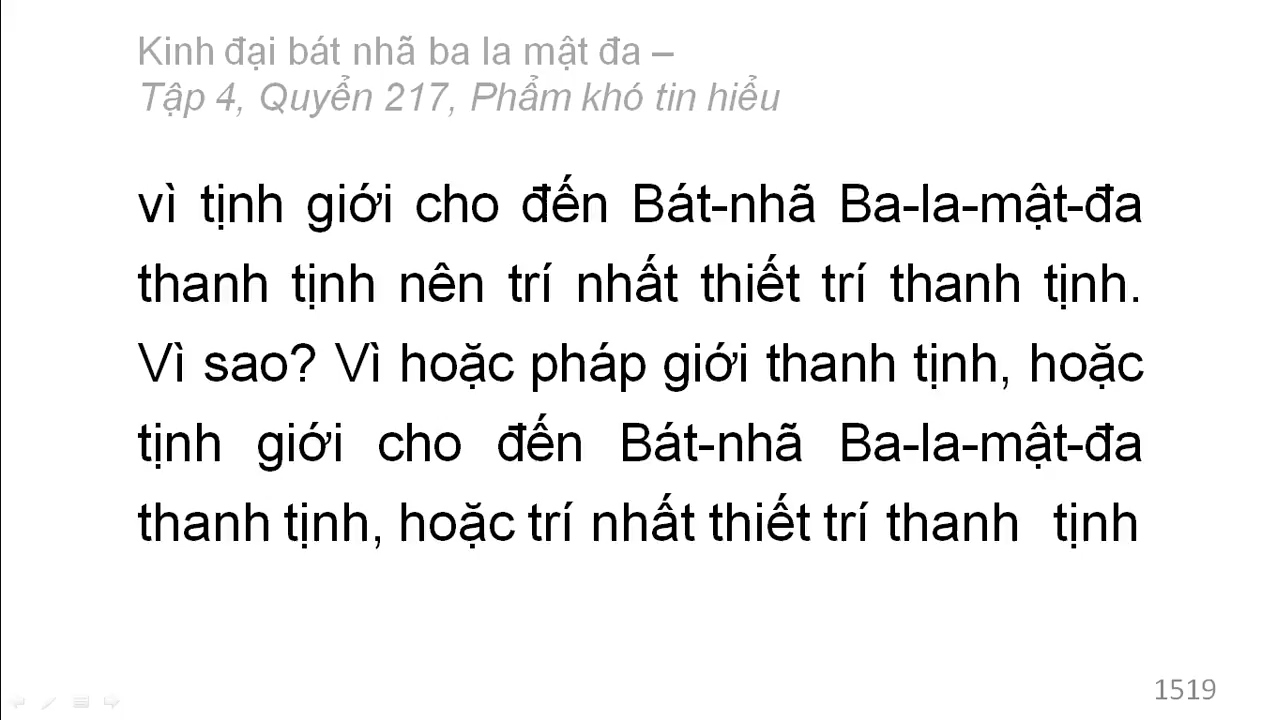 Kinh đại bát nhã ba la mật đa –
Tập 4, Quyển 217, Phẩm khó tin hiểu
vì tịnh giới cho đến Bát-nhã Ba-la-mật-đa
thanh tịnh nên trí nhất thiết trí thanh tịnh.
Vì sao? Vì hoặc pháp giới thanh tịnh, hoặc
tịnh giới cho đến Bát-nhã Ba-la-mật-đa
thanh tịnh, hoặc trí nhất thiết trí thanh tịnh
1519